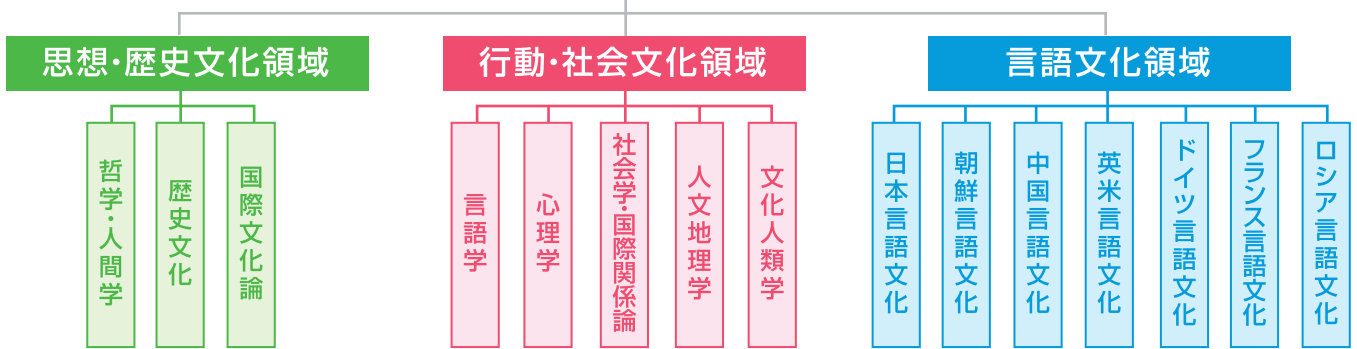 思想・歴史文化領域
哲学・人間学
歴史文化
国際文化論
行動・社会文化領域
言語学
心理学
社会学・国際関係論
人文地理学
文化人類学
言語文化領域
日本言語文化
朝鮮言語文化
中国言語文化
英米言語文化
ドイツ言語文化
フランス言語文化
ロシア言語文化